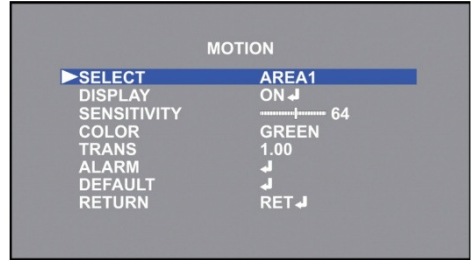 MOTION
SELECT AREA1
DISPLAY ON↲
SENSITIVITY 64
COLOR GREEN
TRANS 1.00
ALARM ↲
DEFAULT ↲
RETURN RET↲